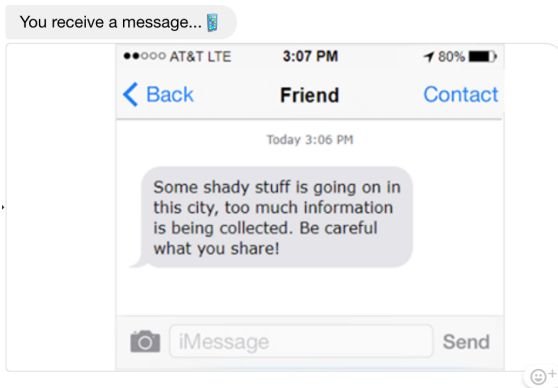 You receive a message...
AT&T LTE 3:07 PM 80%
Back Friend Contact
Today 3:06 PM
Some shady stuff is going on in
this city, too much information
is being collected. Be careful
what you share!
iMessage Send